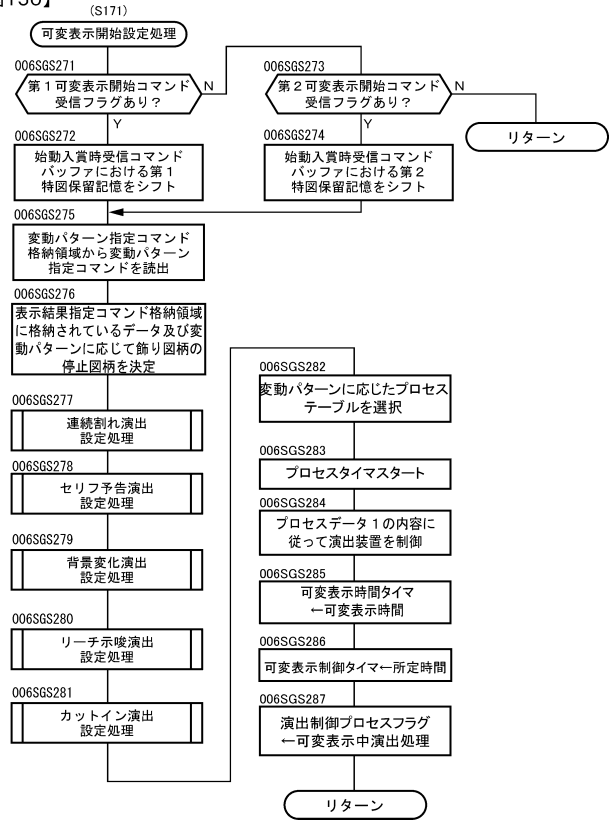 (S171)
可変表示開始設定処理
006SGS271
第１可変表示開始コマンド
受信フラグあり？
N
Y
006SGS273
第２可変表示開始コマンド
受信フラグあり？
N
Y
リターン
006SGS272
始動入賞時受信コマンド
バッファにおける第１
特図保留記憶をシフト
006SGS274
始動入賞時受信コマンド
バッファにおける第２
特図保留記憶をシフト
006SGS275
変動パターン指定コマンド
格納領域から変動パターン
指定コマンドを読出
006SGS276
表示結果指定コマンド格納領域
に格納されているデータ及び変
動パターンに応じて飾り図柄の
停止図柄を決定
006SGS277
連続割れ演出
設定処理
006SGS278
セリフ予告演出
設定処理
006SGS279
背景変化演出
設定処理
006SGS280
リーチ示唆演出
設定処理
006SGS281
カットイン演出
設定処理
006SGS282
変動パターンに応じたプロセス
テーブルを選択
006SGS283
プロセスタイマスタート
006SGS284
プロセスデータ１の内容に
従って演出装置を制御
006SGS285
可変表示時間タイマ
←可変表示時間
006SGS286
可変表示制御タイマ←所定時間
006SGS287
演出制御プロセスフラグ
←可変表示中演出処理
リターン